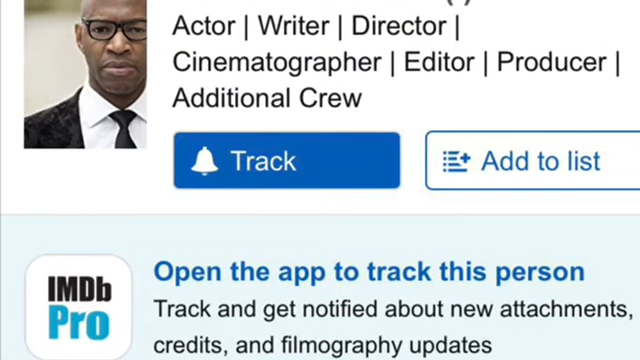 Actor | Writer | Director |
Cinematographer | Editor | Producer |
Additional Crew
Track
Add to list
IMDb
Pro
Open the app to track this person
Track and get notified about new attachments,
credits, and filmography updates